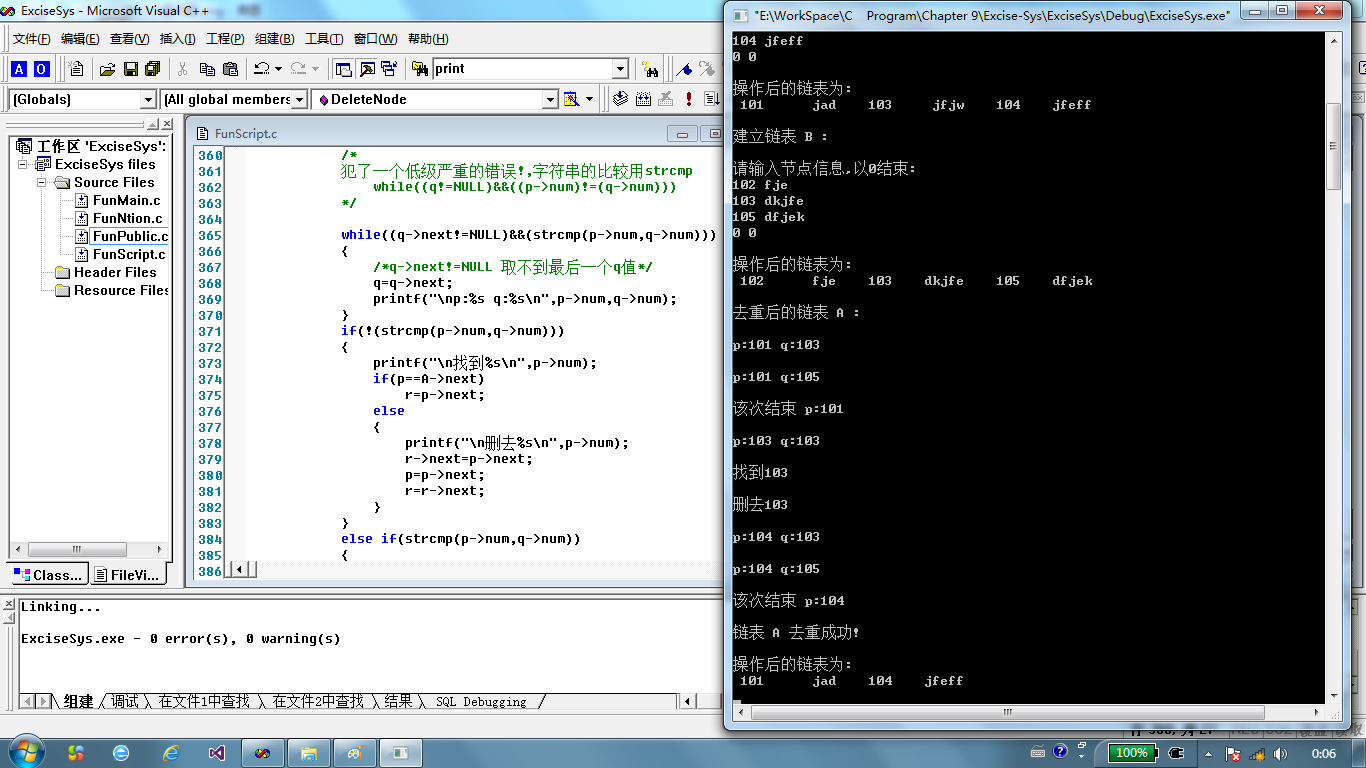 ExciseSys - Microsoft Visual C++
文件(F) 编辑(E) 查看(V) 插入(I) 工程(P) 组建(B) 工具(T) 窗口(W) 帮助(H)
print
(Globals) (All global members DeleteNode
工作区 'ExciseSys':
ExciseSys files
Source Files
FunMain.c
FunNtion.c
FunPublic.c
FunScript.c
Header Files
Resource Files
Class... FileVi...
FunScript.c
360 /*
361 犯了一个低级严重的错误!,字符串的比较用strcmp
362 while((q!=NULL)&&((p->num)!=(q->num)))
363 */
364
365 while((q->next!=NULL)&&(strcmp(p->num,q->num)))
366 {
367 /*q->next!=NULL 取不到最后一个q值*/
368 q=q->next;
369 printf("\np:%s q:%s\n",p->num,q->num);
370 }
371 if(!(strcmp(p->num,q->num)))
372 {
373 printf("\n找到%s\n",p->num);
374 if(p==A->next)
375 r=p->next;
376 else
377 {
378 printf("\n删去%s\n",p->num);
379 r->next=p->next;
380 p=p->next;
381 r=r->next;
382 }
383 }
384 else if(strcmp(p->num,q->num))
385 {
386
Linking...
ExciseSys.exe - 0 error(s), 0 warning(s)
组建 调试 在文件1中查找 在文件2中查找 结果 SQL Debugging
"E:\WorkSpace\C Program\Chapter 9\Excise-Sys\ExciseSys\Debug\ExciseSys.exe"
104 jfeff
0 0
操作后的链表为:
101 jad 103 jfjw 104 jfeff
建立链表 B :
请输入节点信息,以0结束:
102 fje
103 dkjfe
105 dfjek
0 0
操作后的链表为:
102 fje 103 dkjfe 105 dfjek
去重后的链表 A :
p:101 q:103
p:101 q:105
该次结束 p:101
p:103 q:103
找到103
删去103
p:104 q:103
p:104 q:105
该次结束 p:104
链表 A 去重成功!
操作后的链表为:
101 jad 104 jfeff
100%
0:06